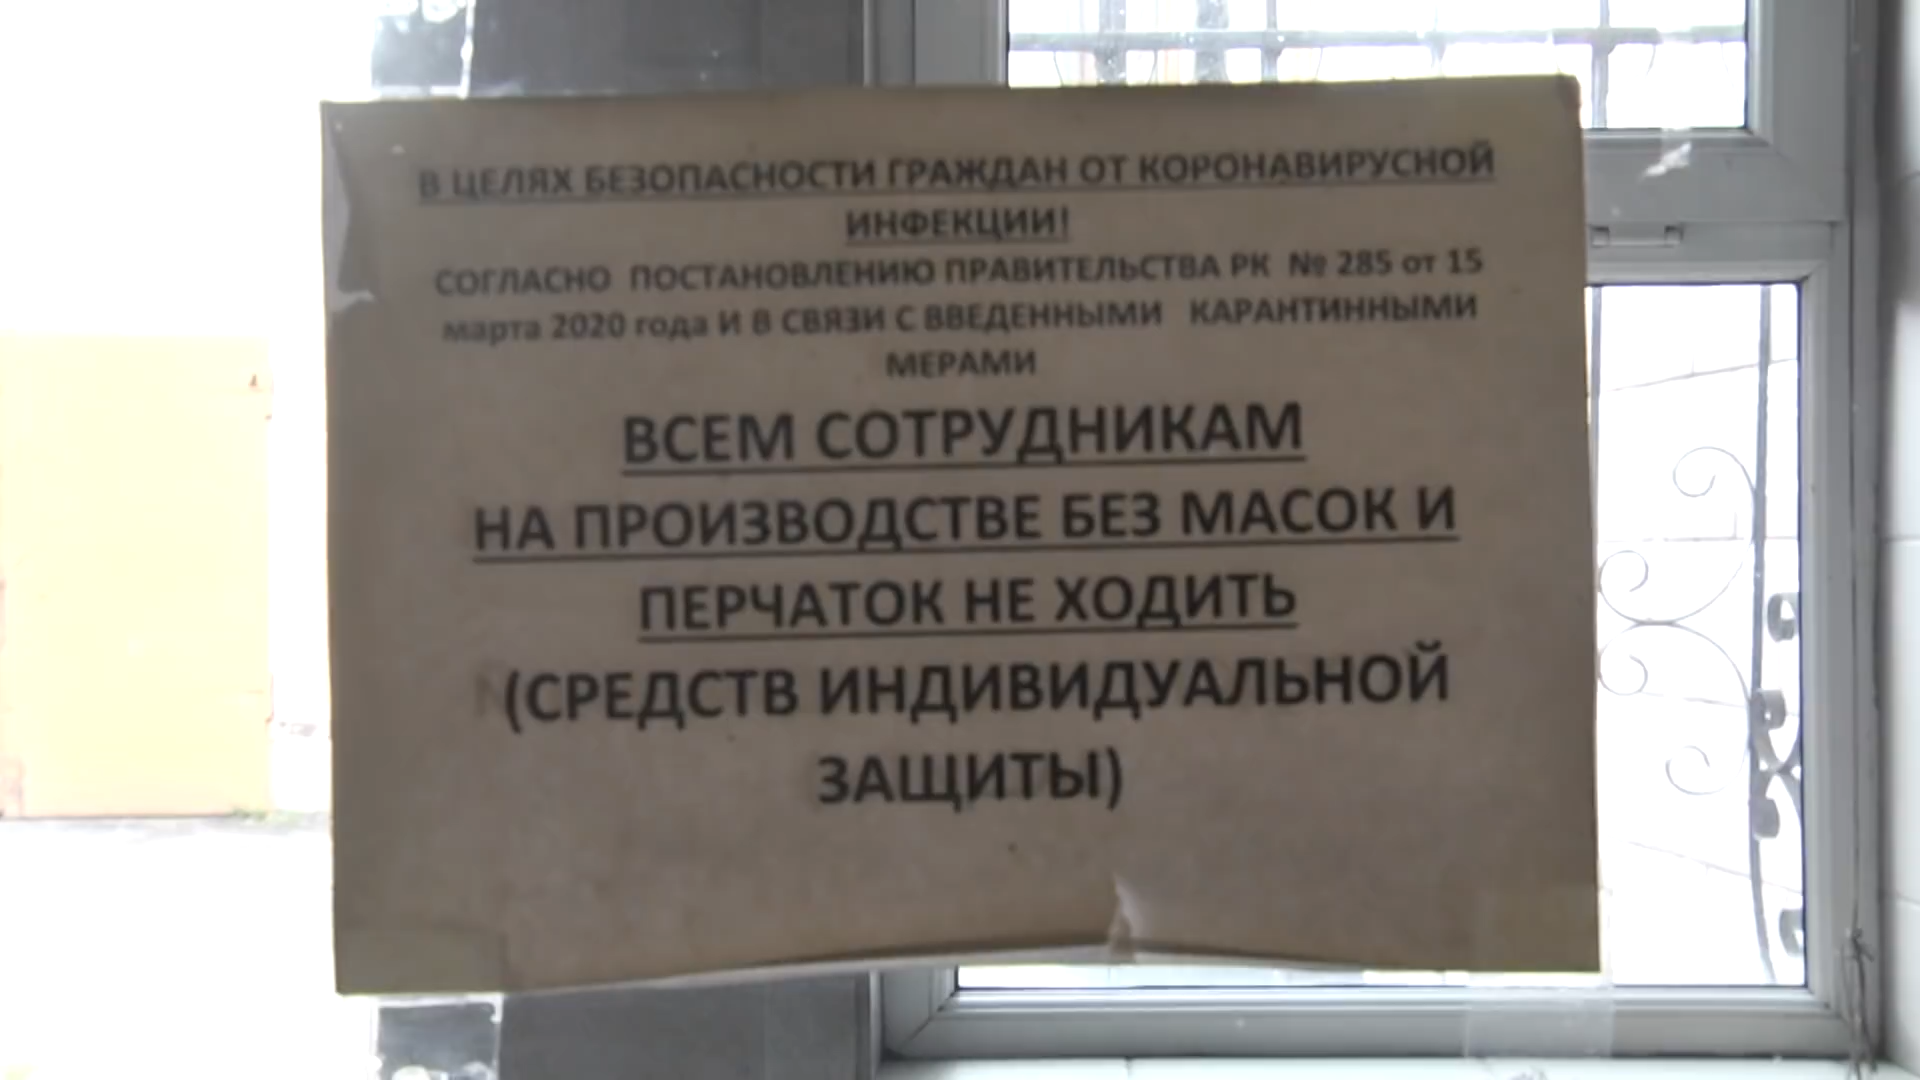 В ЦЕЛЯХ БЕЗОПАСНОСТИ ГРАЖДАН ОТ КОРОНАВИРУСНОЙ
ИНФЕКЦИИ!
СОГЛАСНО ПОСТАНОВЛЕНИЮ ПРАВИТЕЛЬСТВА РК № 285 от 15
марта 2020 года И В СВЯЗИ С ВВЕДЕННЫМИ КАРАНТИННЫМИ
МЕРАМИ
ВСЕМ СОТРУДНИКАМ
НА ПРОИЗВОДСТВЕ БЕЗ МАСОК И
ПЕРЧАТОК НЕ ХОДИТЬ
(СРЕДСТВ ИНДИВИДУАЛЬНОЙ
ЗАЩИТЫ)